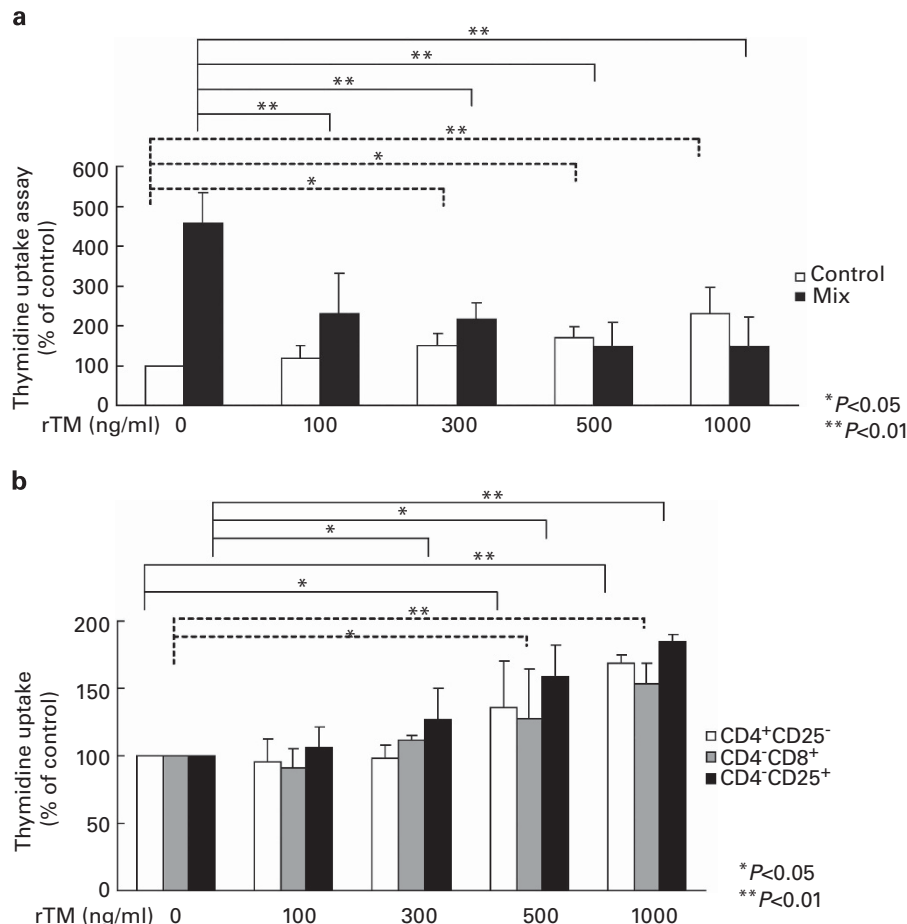 a
**
**
**
**
**
*
*
600
500
400
300
200
100
0
Thymidine uptake assay
(% of control)
Control
Mix
rTM (ng/ml) 0 100 300 500 1000
*P<0.05
**P<0.01
b
**
*
*
**
*
**
*
200
150
100
50
0
Thymidine uptake
(% of control)
CD4+CD25-
CD4-CD8+
CD4-CD25+
rTM (ng/ml) 0 100 300 500 1000
*P<0.05
**P<0.01